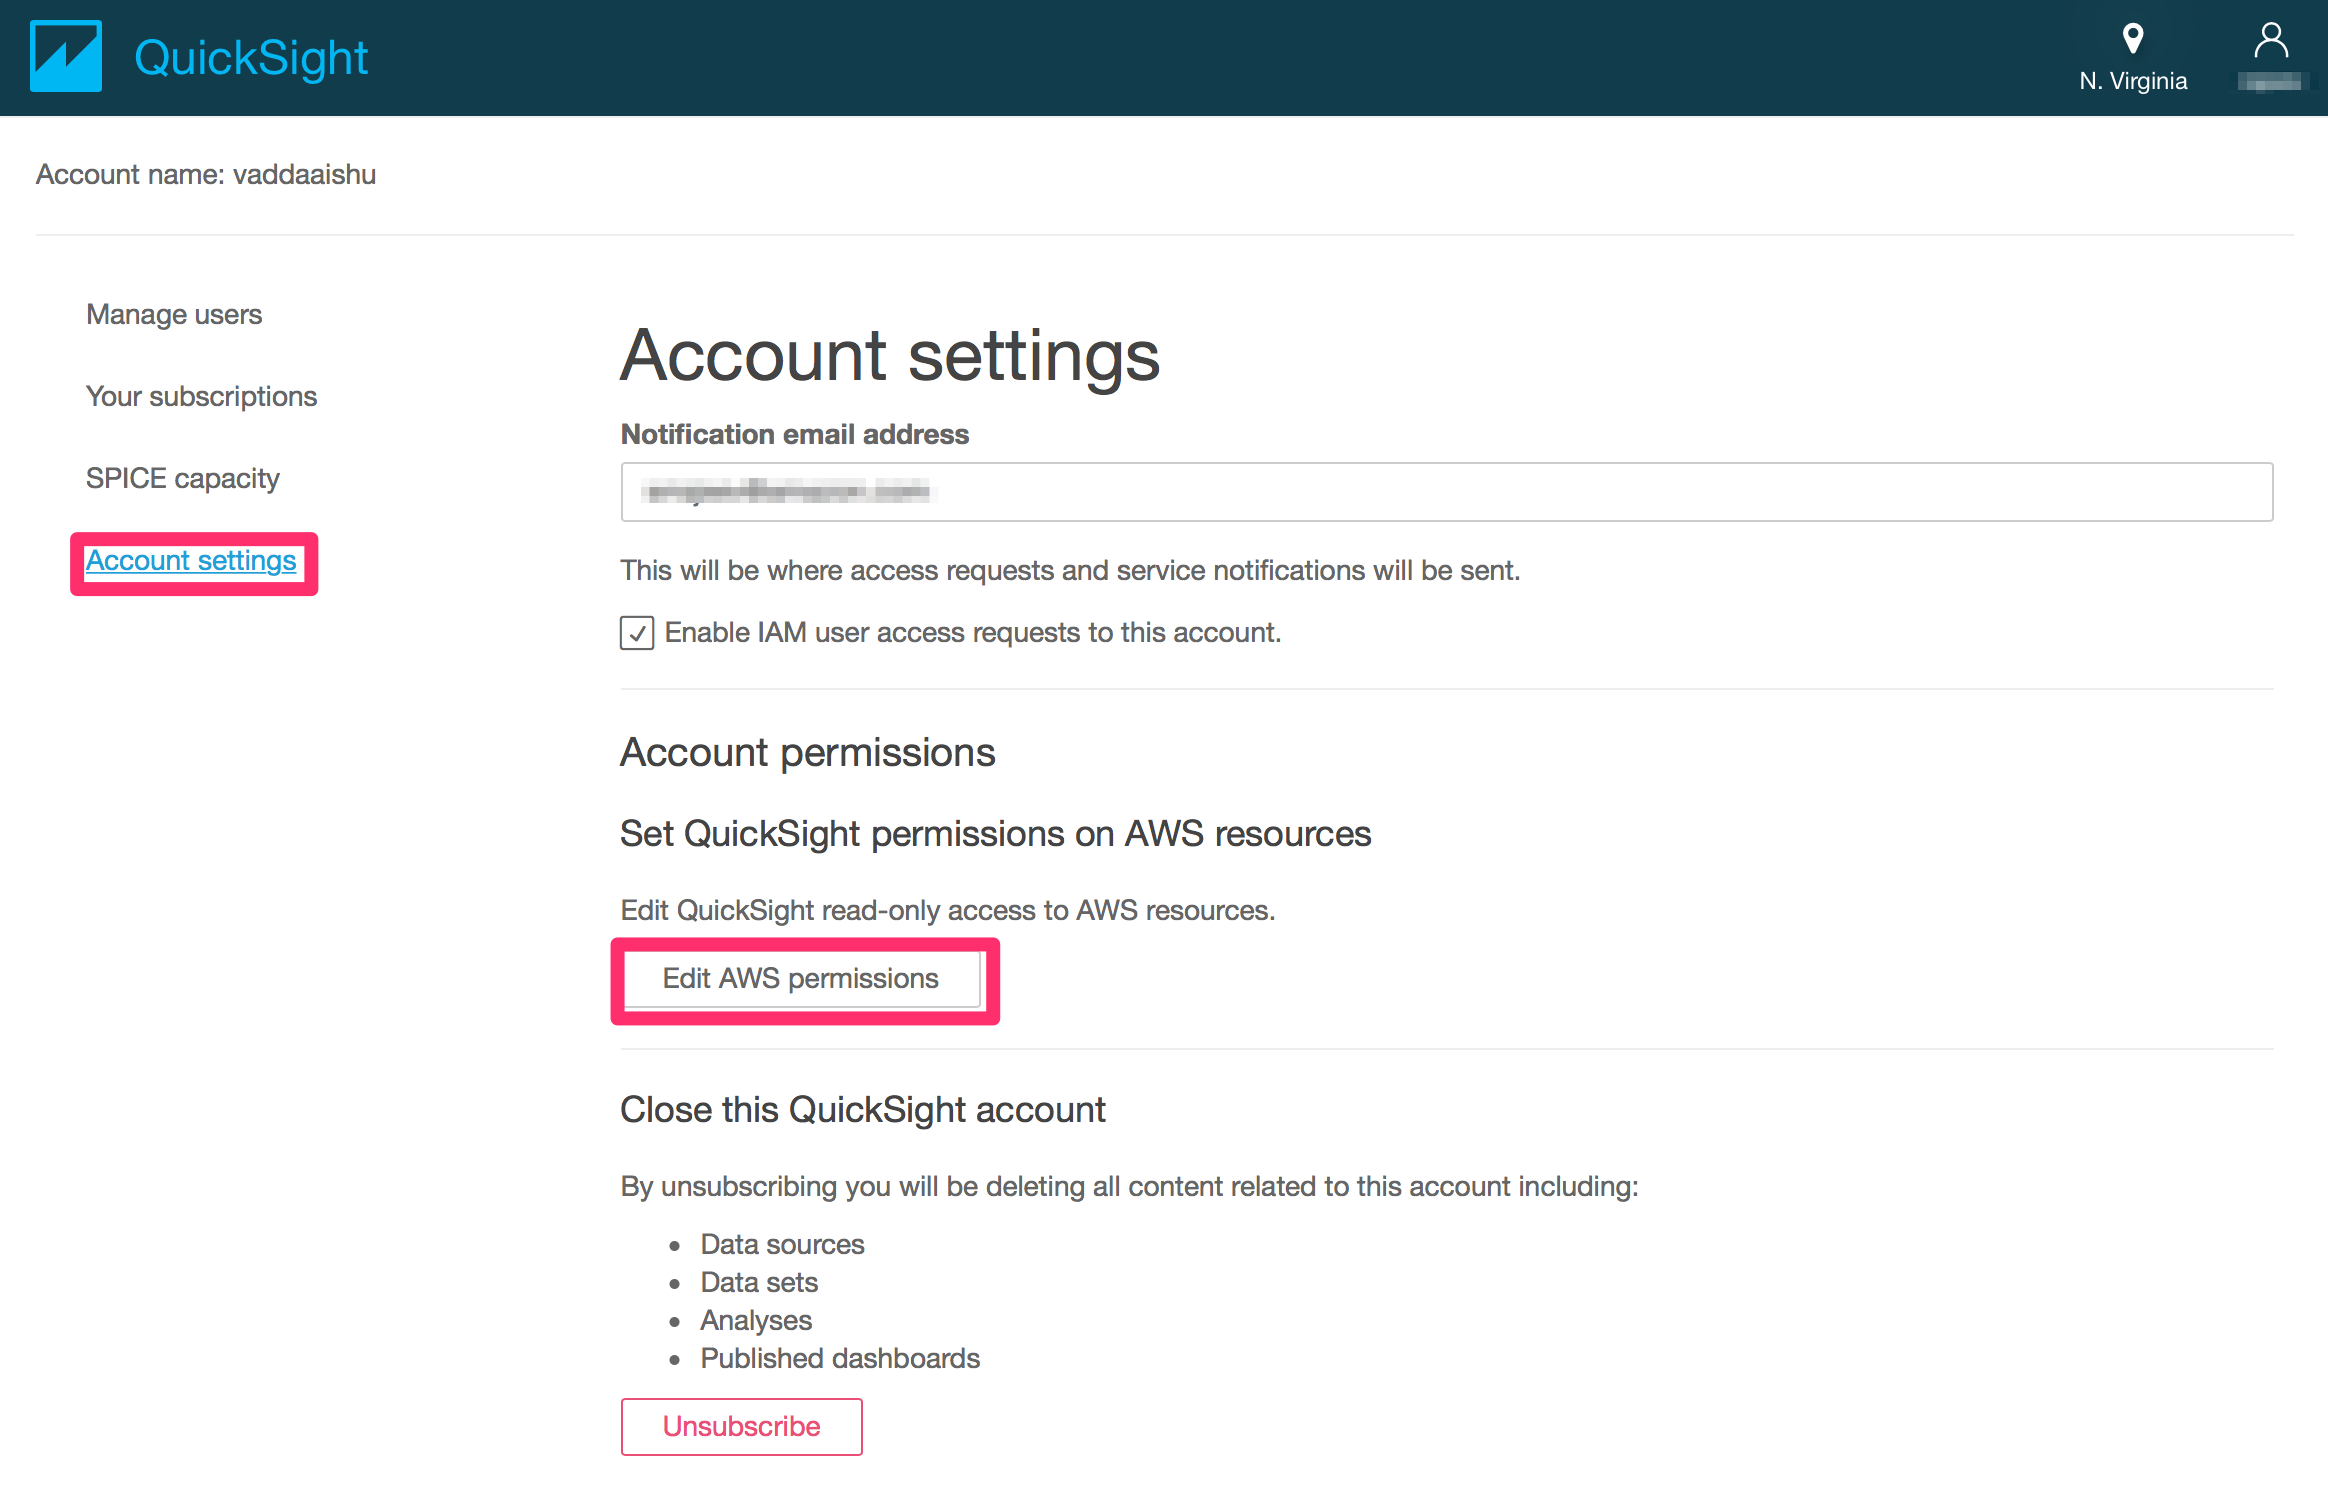 QuickSight
N. Virginia
Account name: vaddaaishu
Manage users
Your subscriptions
SPICE capacity
Account settings
Account settings
Notification email address
This will be where access requests and service notifications will be sent.
Enable IAM user access requests to this account.
Account permissions
Set QuickSight permissions on AWS resources
Edit QuickSight read-only access to AWS resources.
Edit AWS permissions
Close this QuickSight account
By unsubscribing you will be deleting all content related to this account including:
Data sources
Data sets
Analyses
Published dashboards
Unsubscribe